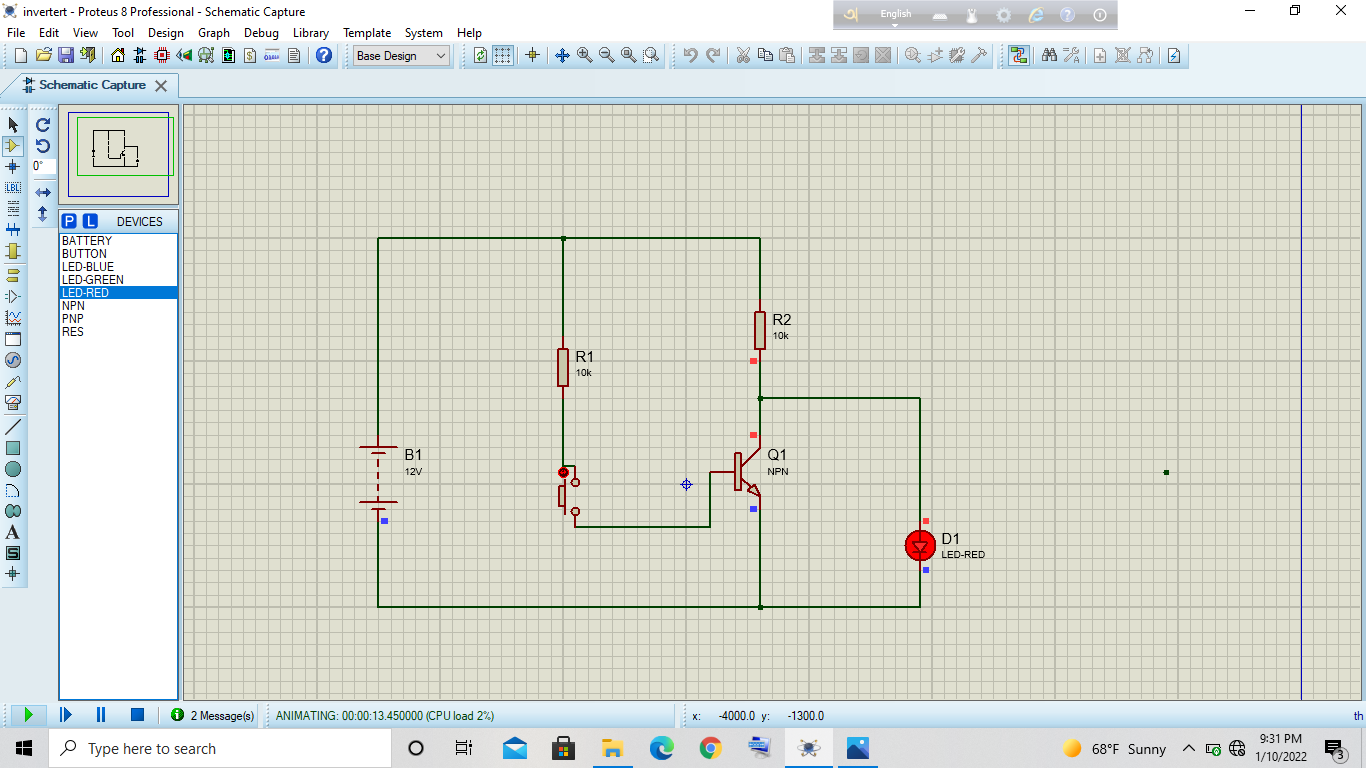 invertert - Proteus 8 Professional - Schematic Capture
English
File Edit View Tool Design Graph Debug Library Template System Help
Base Design
Schematic Capture
0°
LBL
P L DEVICES
BATTERY
BUTTON
LED-BLUE
LED-GREEN
LED-RED
NPN
PNP
RES
A
S
R2
10k
R1
10k
B1
12V
Q1
NPN
D1
LED-RED
2 Message(s)
ANIMATING: 00:00:13.450000 (CPU load 2%)
x: -4000.0 y: -1300.0 th
Type here to search
68°F Sunny
9:31 PM
1/10/2022
3